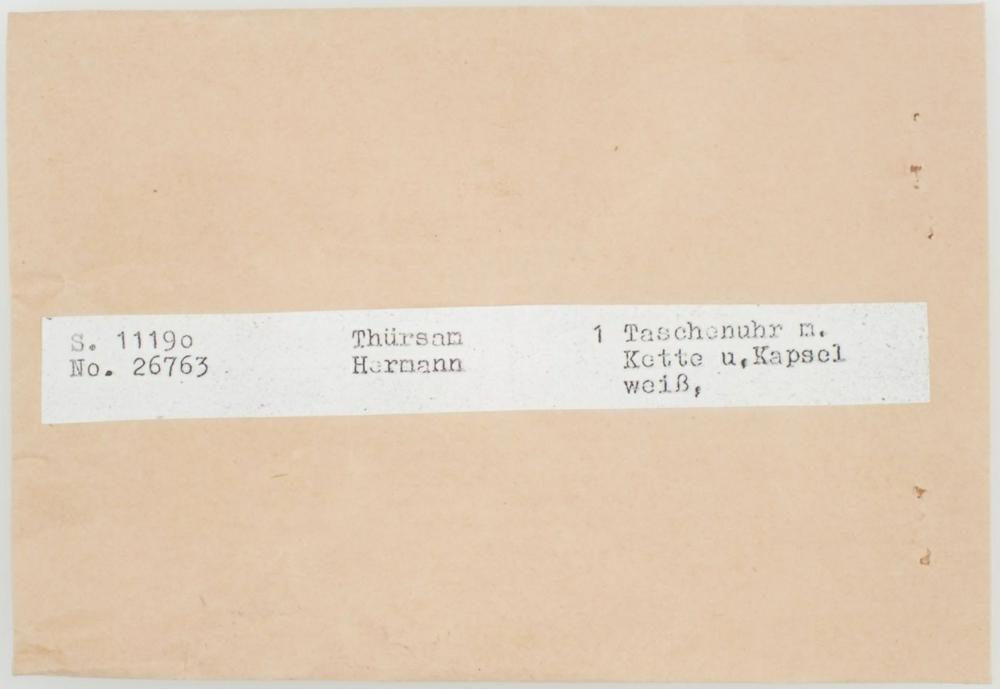 S. 1119o Thürsam 1 Taschenuhr m.
No. 26763 Hermann Kette u,Kapsel
weiß,